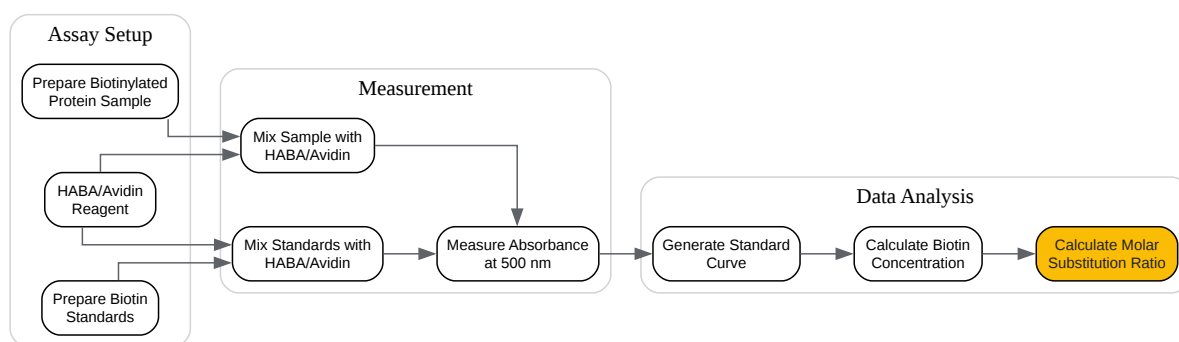 Assay Setup
Prepare Biotinylated
Protein Sample
HABA/Avidin
Reagent
Prepare Biotin
Standards
Measurement
Mix Sample with
HABA/Avidin
Mix Standards with
HABA/Avidin
Measure Absorbance
at 500 nm
Data Analysis
Generate Standard
Curve
Calculate Biotin
Concentration
Calculate Molar
Substitution Ratio